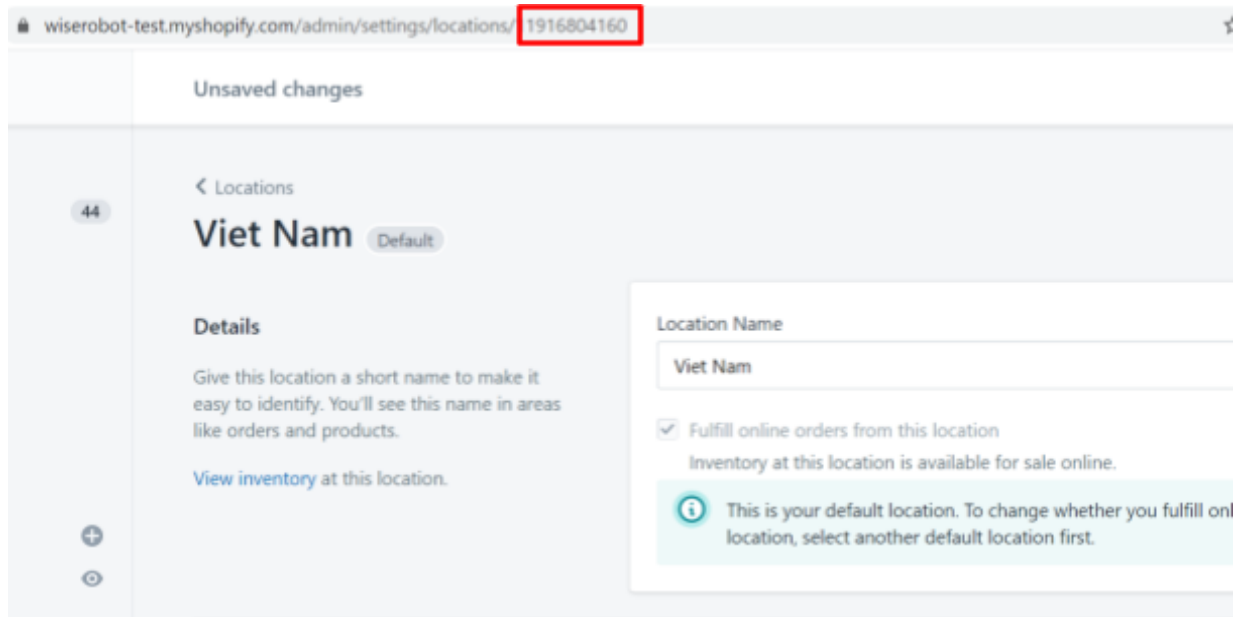 wiserobot-test.myshopify.com/admin/settings/locations/1916804160
Unsaved changes
Locations
44
Viet Nam Default
Details
Give this location a short name to make it
easy to identify. You'll see this name in areas
like orders and products.
View inventory at this location.
Location Name
Viet Nam
Fulfill online orders from this location
Inventory at this location is available for sale online.
This is your default location. To change whether you fulfill onl
location, select another default location first.